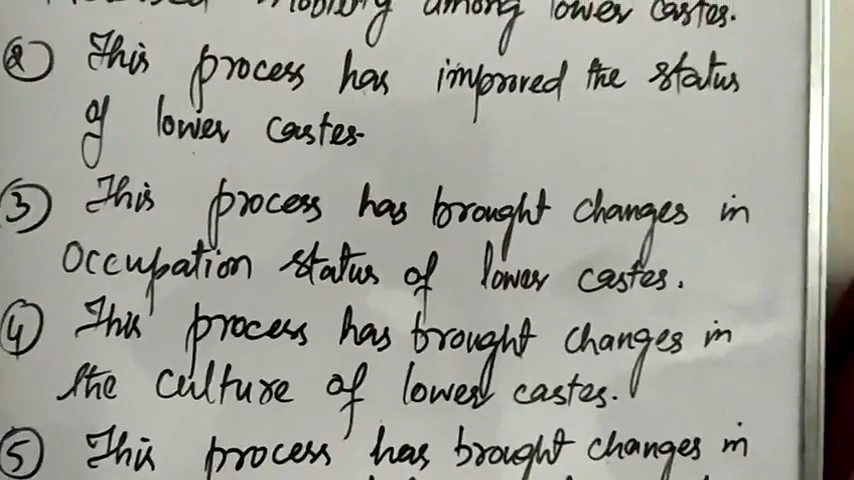 mobility among lower castes.
② This process has improved the status
of lower castes.
③ This process has brought changes in
Occupation status of lower castes.
④ This process has brought changes in
the culture of lower castes.
⑤ This process has brought changes in